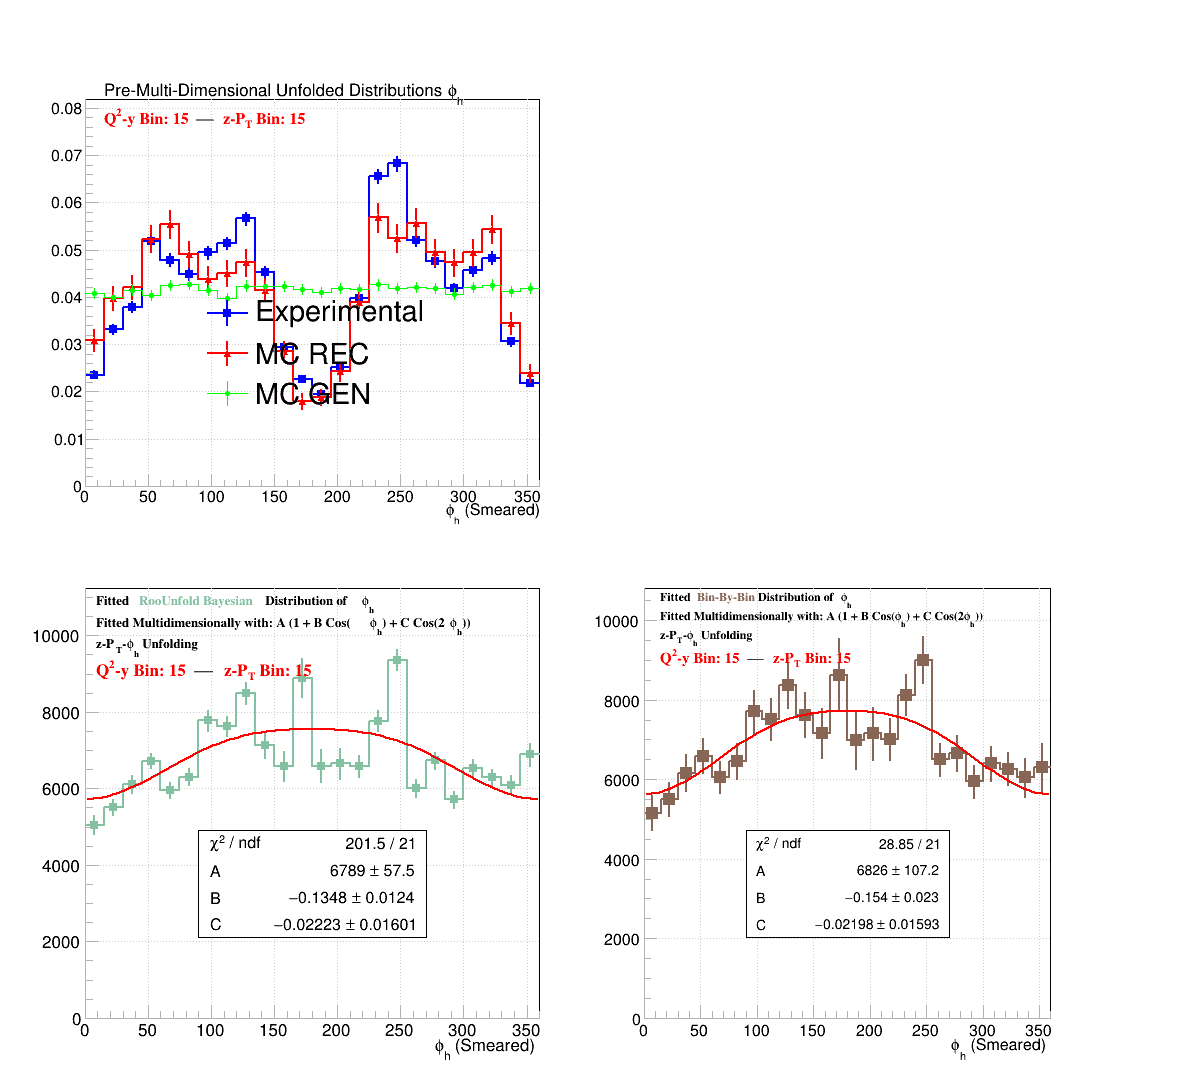 Pre-Multi-Dimensional Unfolded Distributions ϕh
Q2-y Bin: 15 — z-PT Bin: 15
0.08
0.07
0.06
0.05
0.04
0.03
0.02
0.01
0
Experimental
MC REC
MC GEN
0 50 100 150 200 250 300 350
ϕh (Smeared)
Fitted RooUnfold Bayesian Distribution of ϕh
Fitted Multidimensionally with: A (1 + B Cos( ϕh) + C Cos(2 ϕh))
z-PT-ϕh Unfolding
Q2-y Bin: 15 — z-PT Bin: 15
10000
8000
6000
4000
2000
0
χ2 / ndf 201.5 / 21
A 6789 ± 57.5
B −0.1348 ± 0.0124
C −0.02223 ± 0.01601
0 50 100 150 200 250 300 350
ϕh (Smeared)
Fitted Bin-By-Bin Distribution of ϕh
Fitted Multidimensionally with: A (1 + B Cos(ϕh) + C Cos(2ϕh))
z-PT-ϕh Unfolding
Q2-y Bin: 15 — z-PT Bin: 15
10000
8000
6000
4000
2000
0
χ2 / ndf 28.85 / 21
A 6826 ± 107.2
B −0.154 ± 0.023
C −0.02198 ± 0.01593
0 50 100 150 200 250 300 350
ϕh (Smeared)